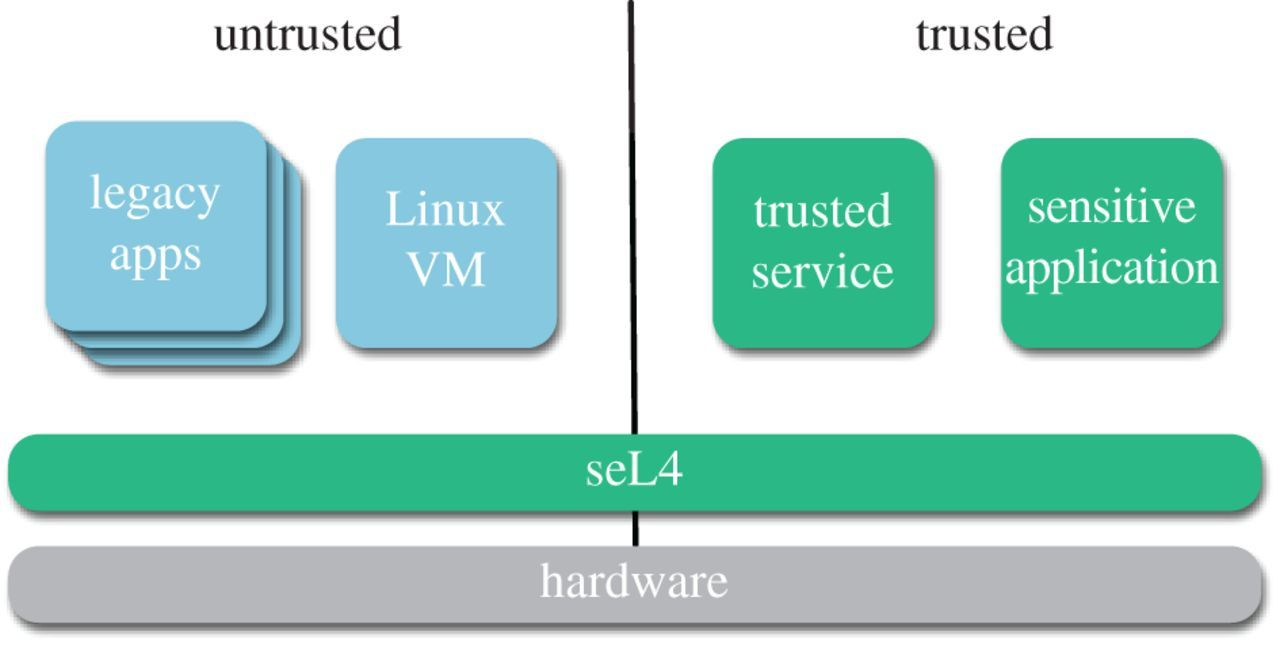 untrusted
trusted
legacy
apps
Linux
VM
trusted
service
sensitive
application
seL4
hardware